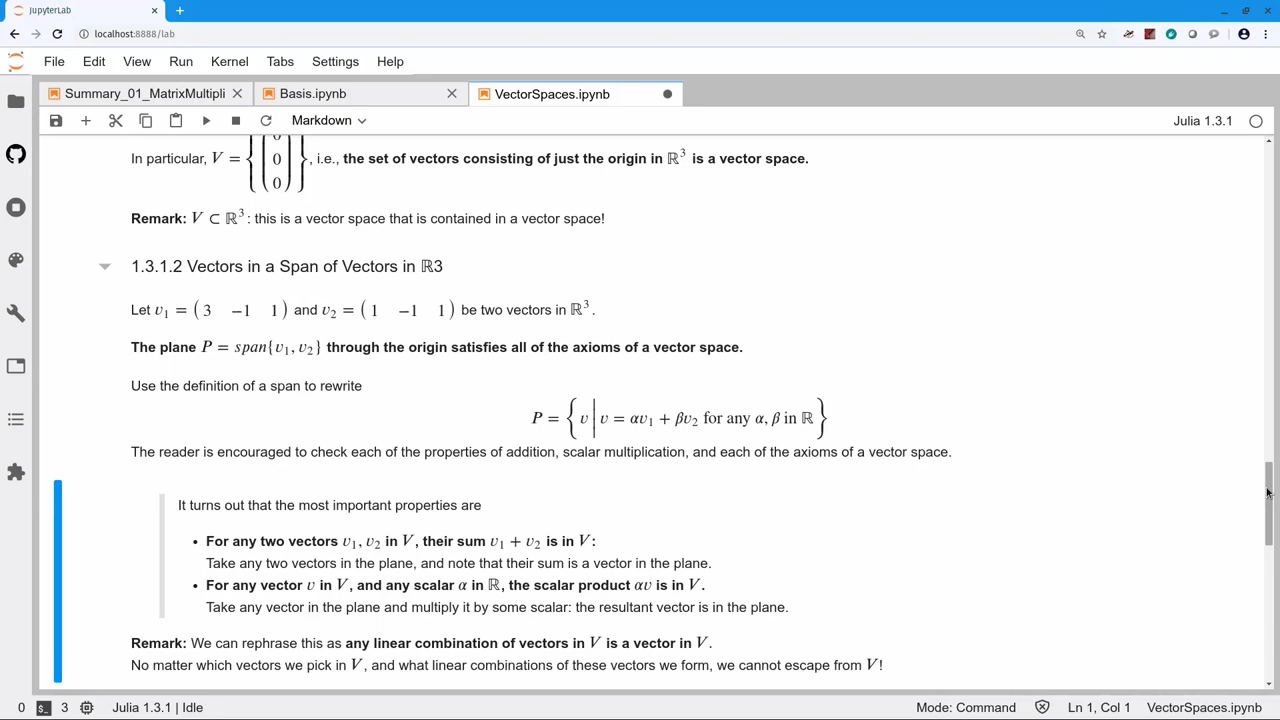 JupyterLab
localhost:8888/lab
File Edit View Run Kernel Tabs Settings Help
Summary_01_MatrixMultipli Basis.ipynb VectorSpaces.ipynb
Markdown Julia 1.3.1
In particular, V = { ( 0 0 0 ) }, i.e., the set of vectors consisting of just the origin in ℝ³ is a vector space.
Remark: V ⊂ ℝ³: this is a vector space that is contained in a vector space!
1.3.1.2 Vectors in a Span of Vectors in ℝ3
Let v₁ = ( 3 −1 1 ) and v₂ = ( 1 −1 1 ) be two vectors in ℝ³.
The plane P = span{v₁, v₂} through the origin satisfies all of the axioms of a vector space.
Use the definition of a span to rewrite
P = { v | v = αv₁ + βv₂ for any α, β in ℝ }
The reader is encouraged to check each of the properties of addition, scalar multiplication, and each of the axioms of a vector space.
It turns out that the most important properties are
• For any two vectors v₁, v₂ in V, their sum v₁ + v₂ is in V:
Take any two vectors in the plane, and note that their sum is a vector in the plane.
• For any vector v in V, and any scalar α in ℝ, the scalar product αv is in V.
Take any vector in the plane and multiply it by some scalar: the resultant vector is in the plane.
Remark: We can rephrase this as any linear combination of vectors in V is a vector in V.
No matter which vectors we pick in V, and what linear combinations of these vectors we form, we cannot escape from V!
0 3 Julia 1.3.1 | Idle Mode: Command Ln 1, Col 1 VectorSpaces.ipynb